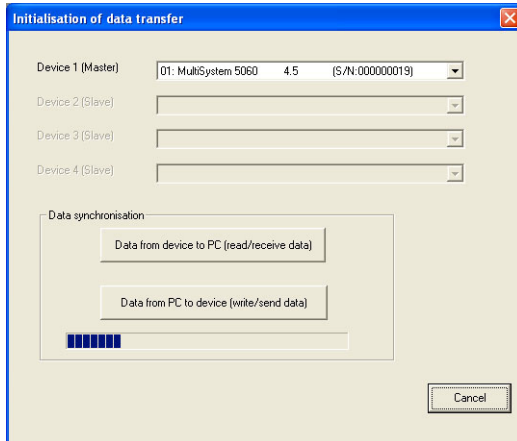 Initialisation of data transfer
Device 1 (Master) 01: MultiSystem 5060 4.5 (S/N:000000019)
Device 2 (Slave)
Device 3 (Slave)
Device 4 (Slave)
Data synchronisation
Data from device to PC (read/receive data)
Data from PC to device (write/send data)
Cancel